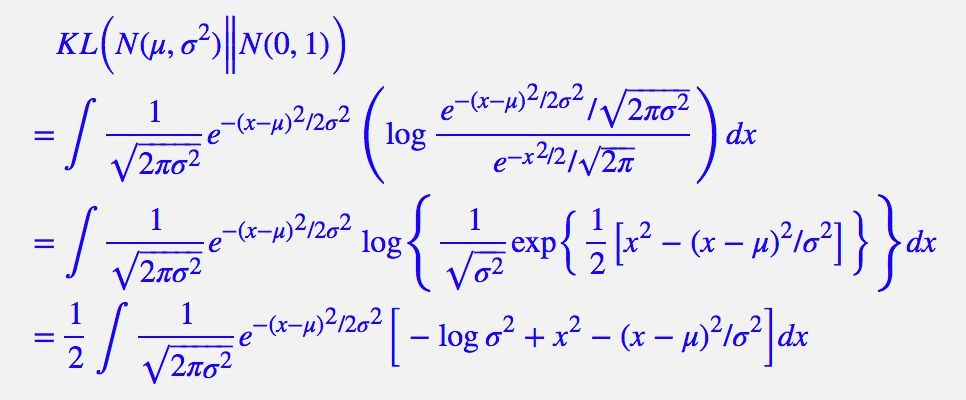 KL(N(μ, σ²)‖N(0, 1))
= ∫ 1/√(2πσ²) e^{−(x−μ)²/2σ²} (log (e^{−(x−μ)²/2σ²}/√(2πσ²))/(e^{−x²/2}/√(2π))) dx
= ∫ 1/√(2πσ²) e^{−(x−μ)²/2σ²} log{1/√(σ²) exp{1/2 [x² − (x − μ)²/σ²]}}dx
= 1/2 ∫ 1/√(2πσ²) e^{−(x−μ)²/2σ²} [− log σ² + x² − (x − μ)²/σ²]dx